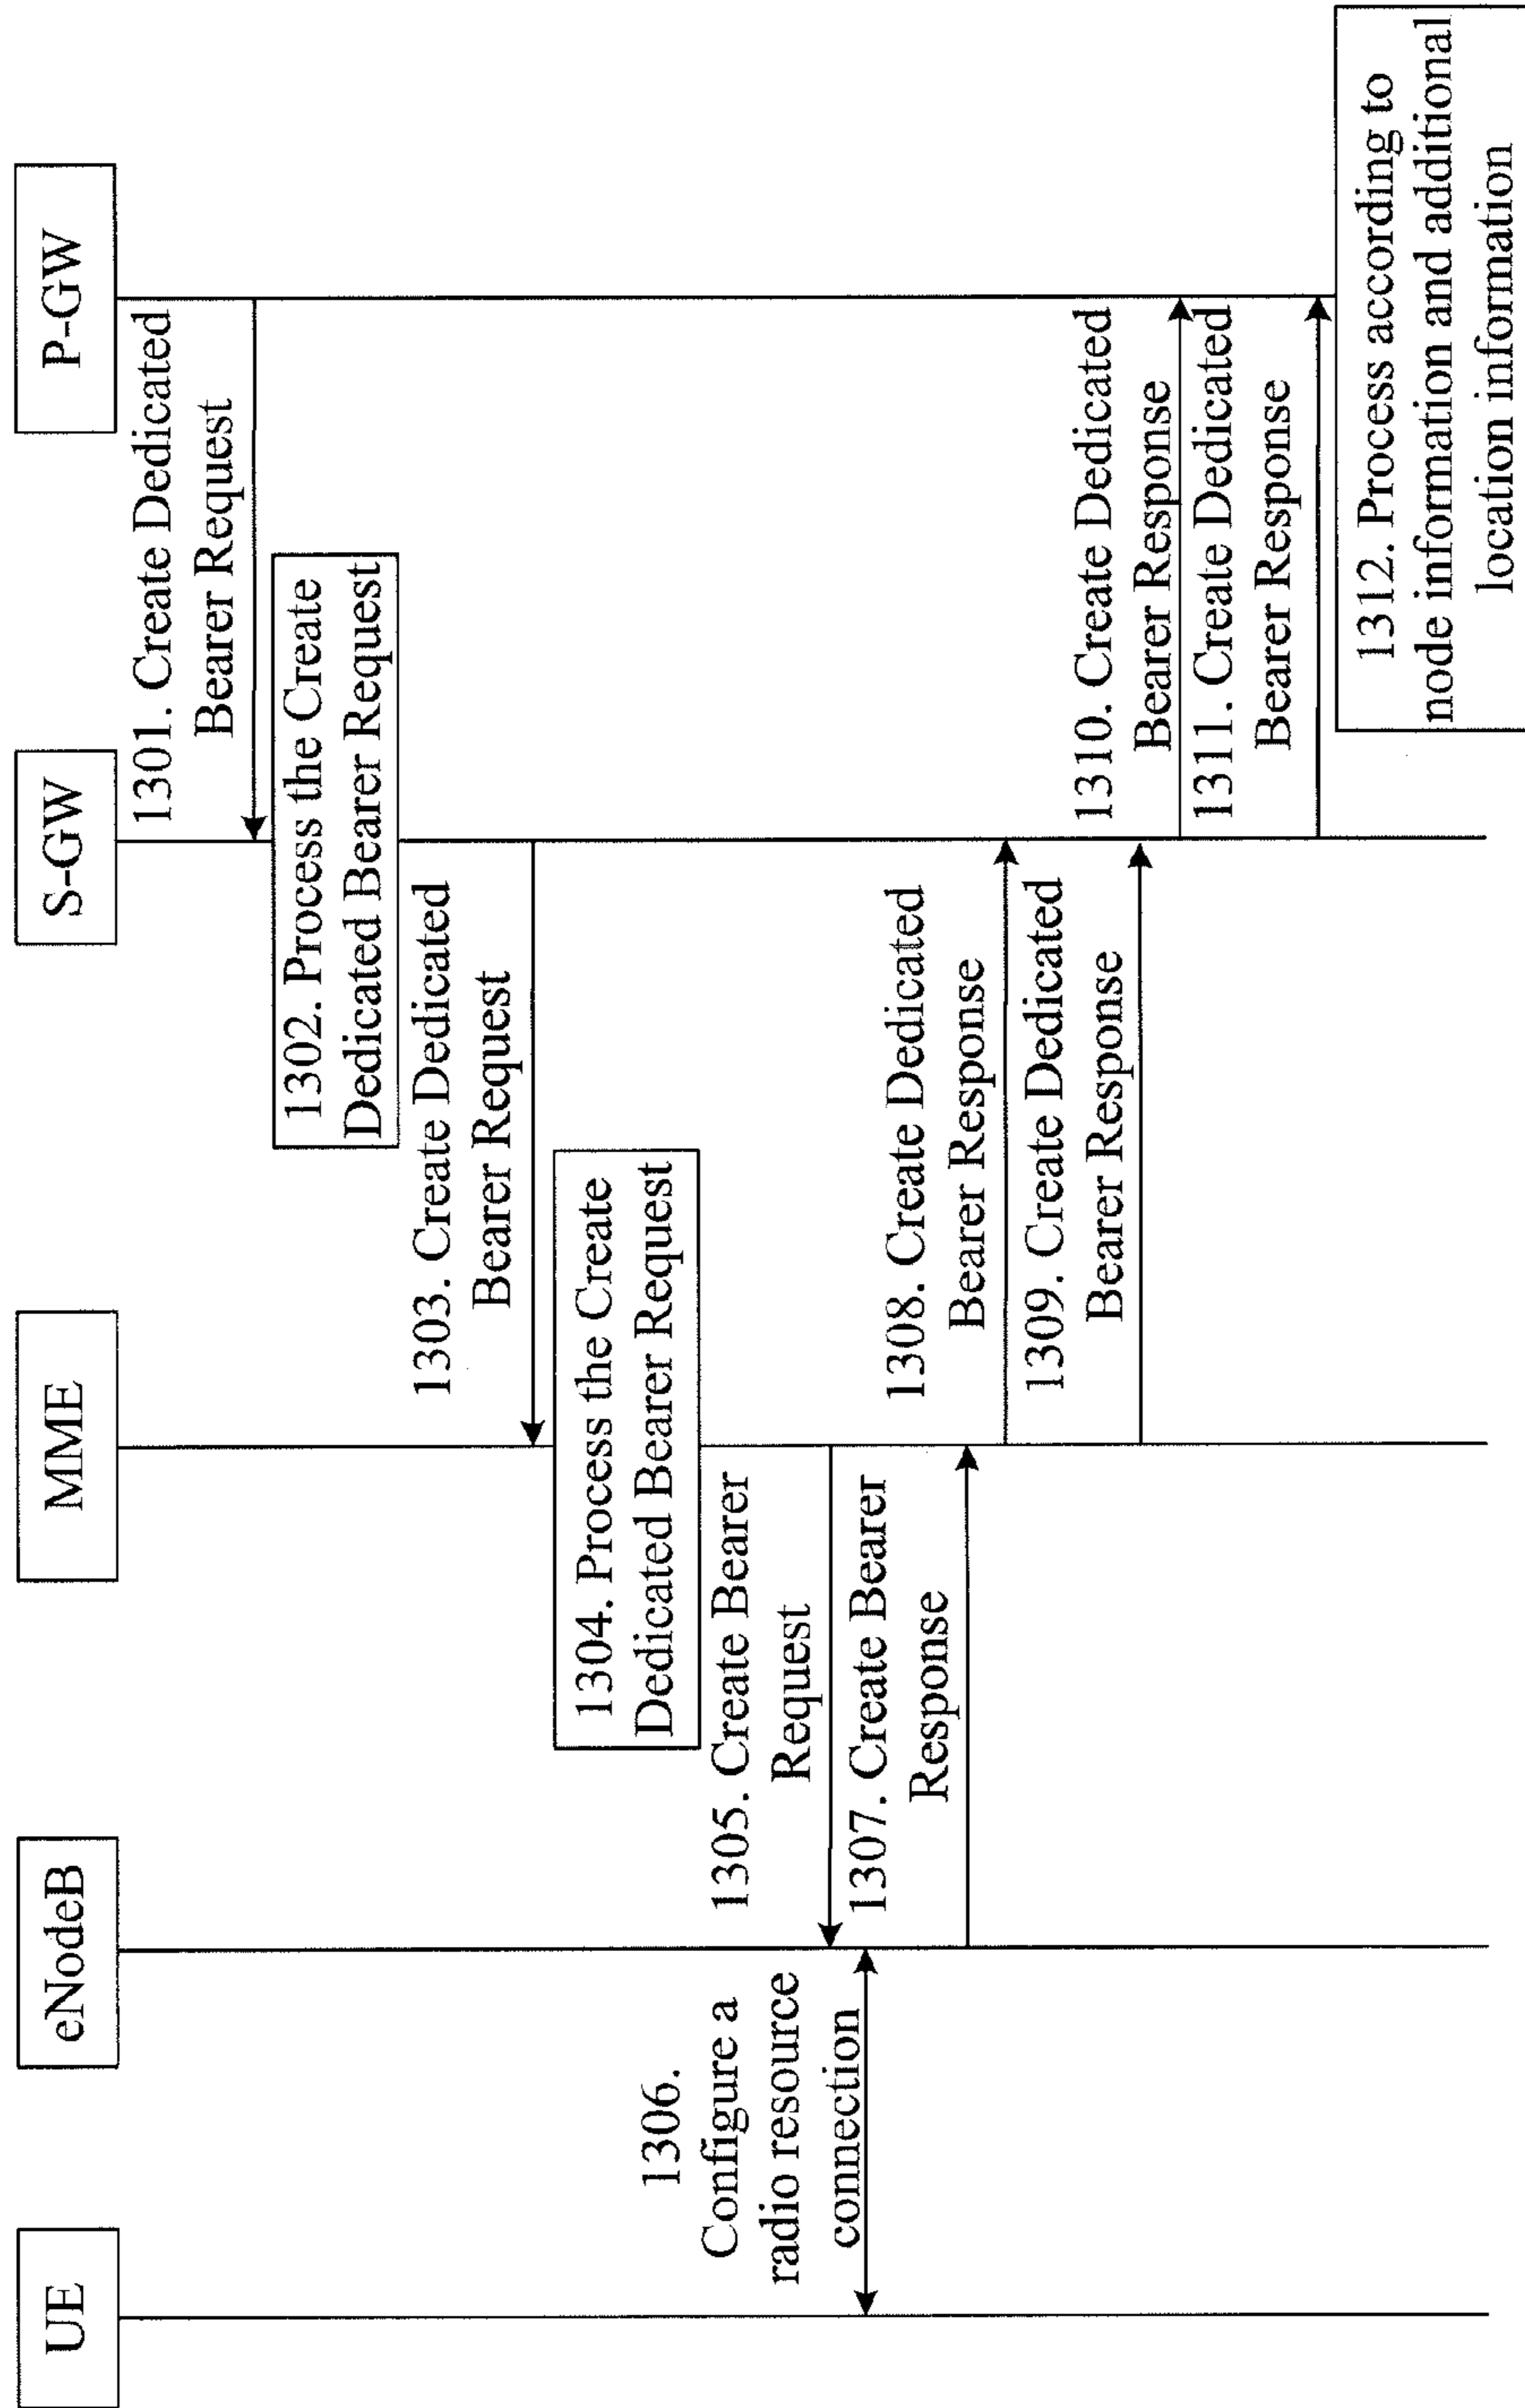 UE
eNodeB
MME
S-GW
P-GW
1301. Create Dedicated
Bearer Request
1302. Process the Create
Dedicated Bearer Request
1303. Create Dedicated
Bearer Request
1304. Process the Create
Dedicated Bearer Request
1305. Create Bearer
Request
1306.
Configure a
radio resource
connection
1307. Create Bearer
Response
1308. Create Dedicated
Bearer Response
1309. Create Dedicated
Bearer Response
1310. Create Dedicated
Bearer Response
1311. Create Dedicated
Bearer Response
1312. Process according to
node information and additional
location information